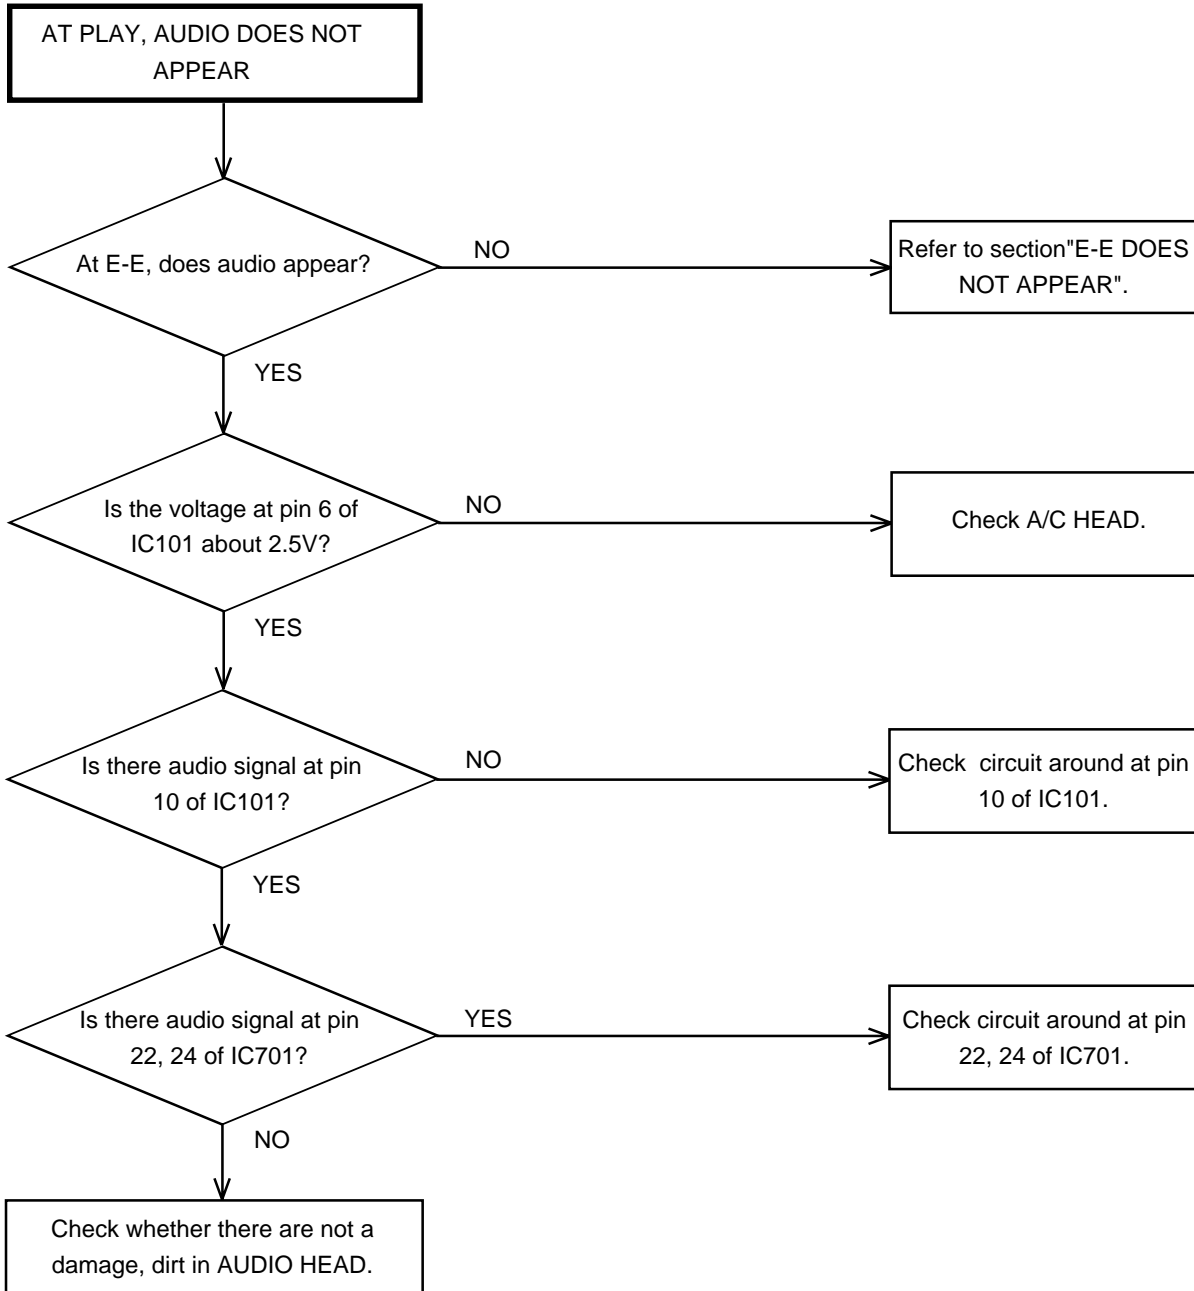 AT PLAY, AUDIO DOES NOT
APPEAR
At E-E, does audio appear?
NO
Refer to section"E-E DOES
NOT APPEAR".
YES
Is the voltage at pin 6 of
IC101 about 2.5V?
NO
Check A/C HEAD.
YES
Is there audio signal at pin
10 of IC101?
NO
Check  circuit around at pin
10 of IC101.
YES
Is there audio signal at pin
22, 24 of IC701?
YES
Check circuit around at pin
22, 24 of IC701.
NO
Check whether there are not a
damage, dirt in AUDIO HEAD.